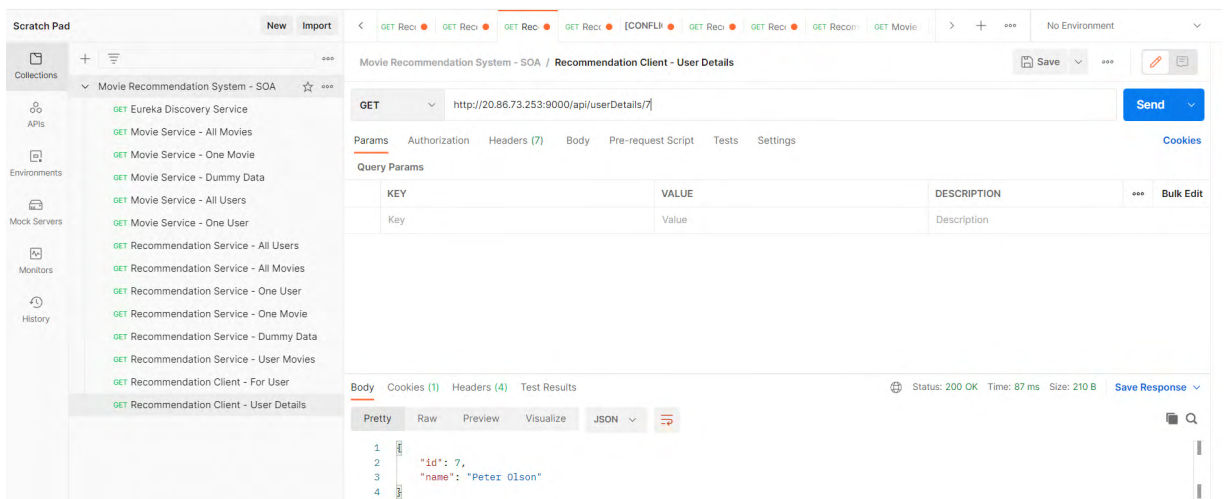 Scratch Pad
New
Import
GET Reco
GET Reco
GET Reco
GET Reco
[CONFLI
GET Reco
GET Reco
GET Recom
GET Movie
No Environment
Collections
APIs
Environments
Mock Servers
Monitors
History
Movie Recommendation System - SOA
GET Eureka Discovery Service
GET Movie Service - All Movies
GET Movie Service - One Movie
GET Movie Service - Dummy Data
GET Movie Service - All Users
GET Movie Service - One User
GET Recommendation Service - All Users
GET Recommendation Service - All Movies
GET Recommendation Service - One User
GET Recommendation Service - One Movie
GET Recommendation Service - Dummy Data
GET Recommendation Service - User Movies
GET Recommendation Client - For User
GET Recommendation Client - User Details
Movie Recommendation System - SOA / Recommendation Client - User Details
Save
GET http://20.86.73.253:9000/api/userDetails/7
Send
Params Authorization Headers (7) Body Pre-request Script Tests Settings Cookies
Query Params
KEY VALUE DESCRIPTION Bulk Edit
Key Value Description
Body Cookies (1) Headers (4) Test Results Status: 200 OK Time: 87 ms Size: 210 B Save Response
Pretty Raw Preview Visualize JSON
1 {
2 "id": 7,
3 "name": "Peter Olson"
4 }